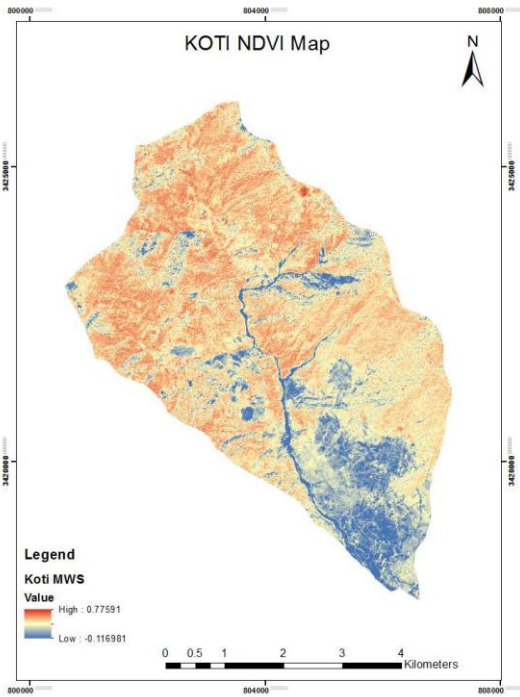 800000 804000 808000
KOTI NDVI Map
N
3425000 3425000
3420000 3420000
Legend
Koti MWS
Value
High : 0.77591
Low : -0.116981
0 0.5 1 2 3 4
Kilometers
800000 804000 808000